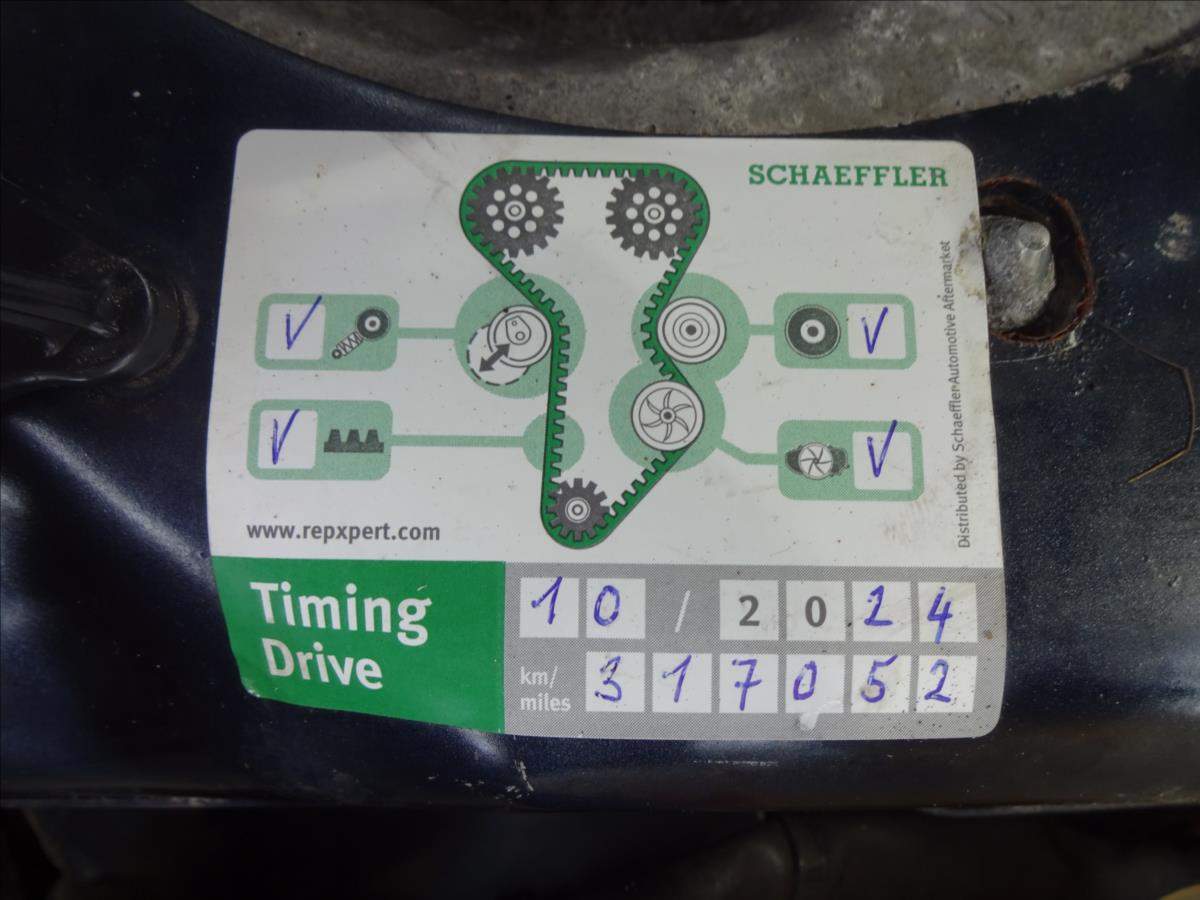 SCHAEFFLER
Distributed by Schaeffler Automotive Aftermarket
www.repxpert.com
Timing
Drive
10 / 2024
km/
miles
317052